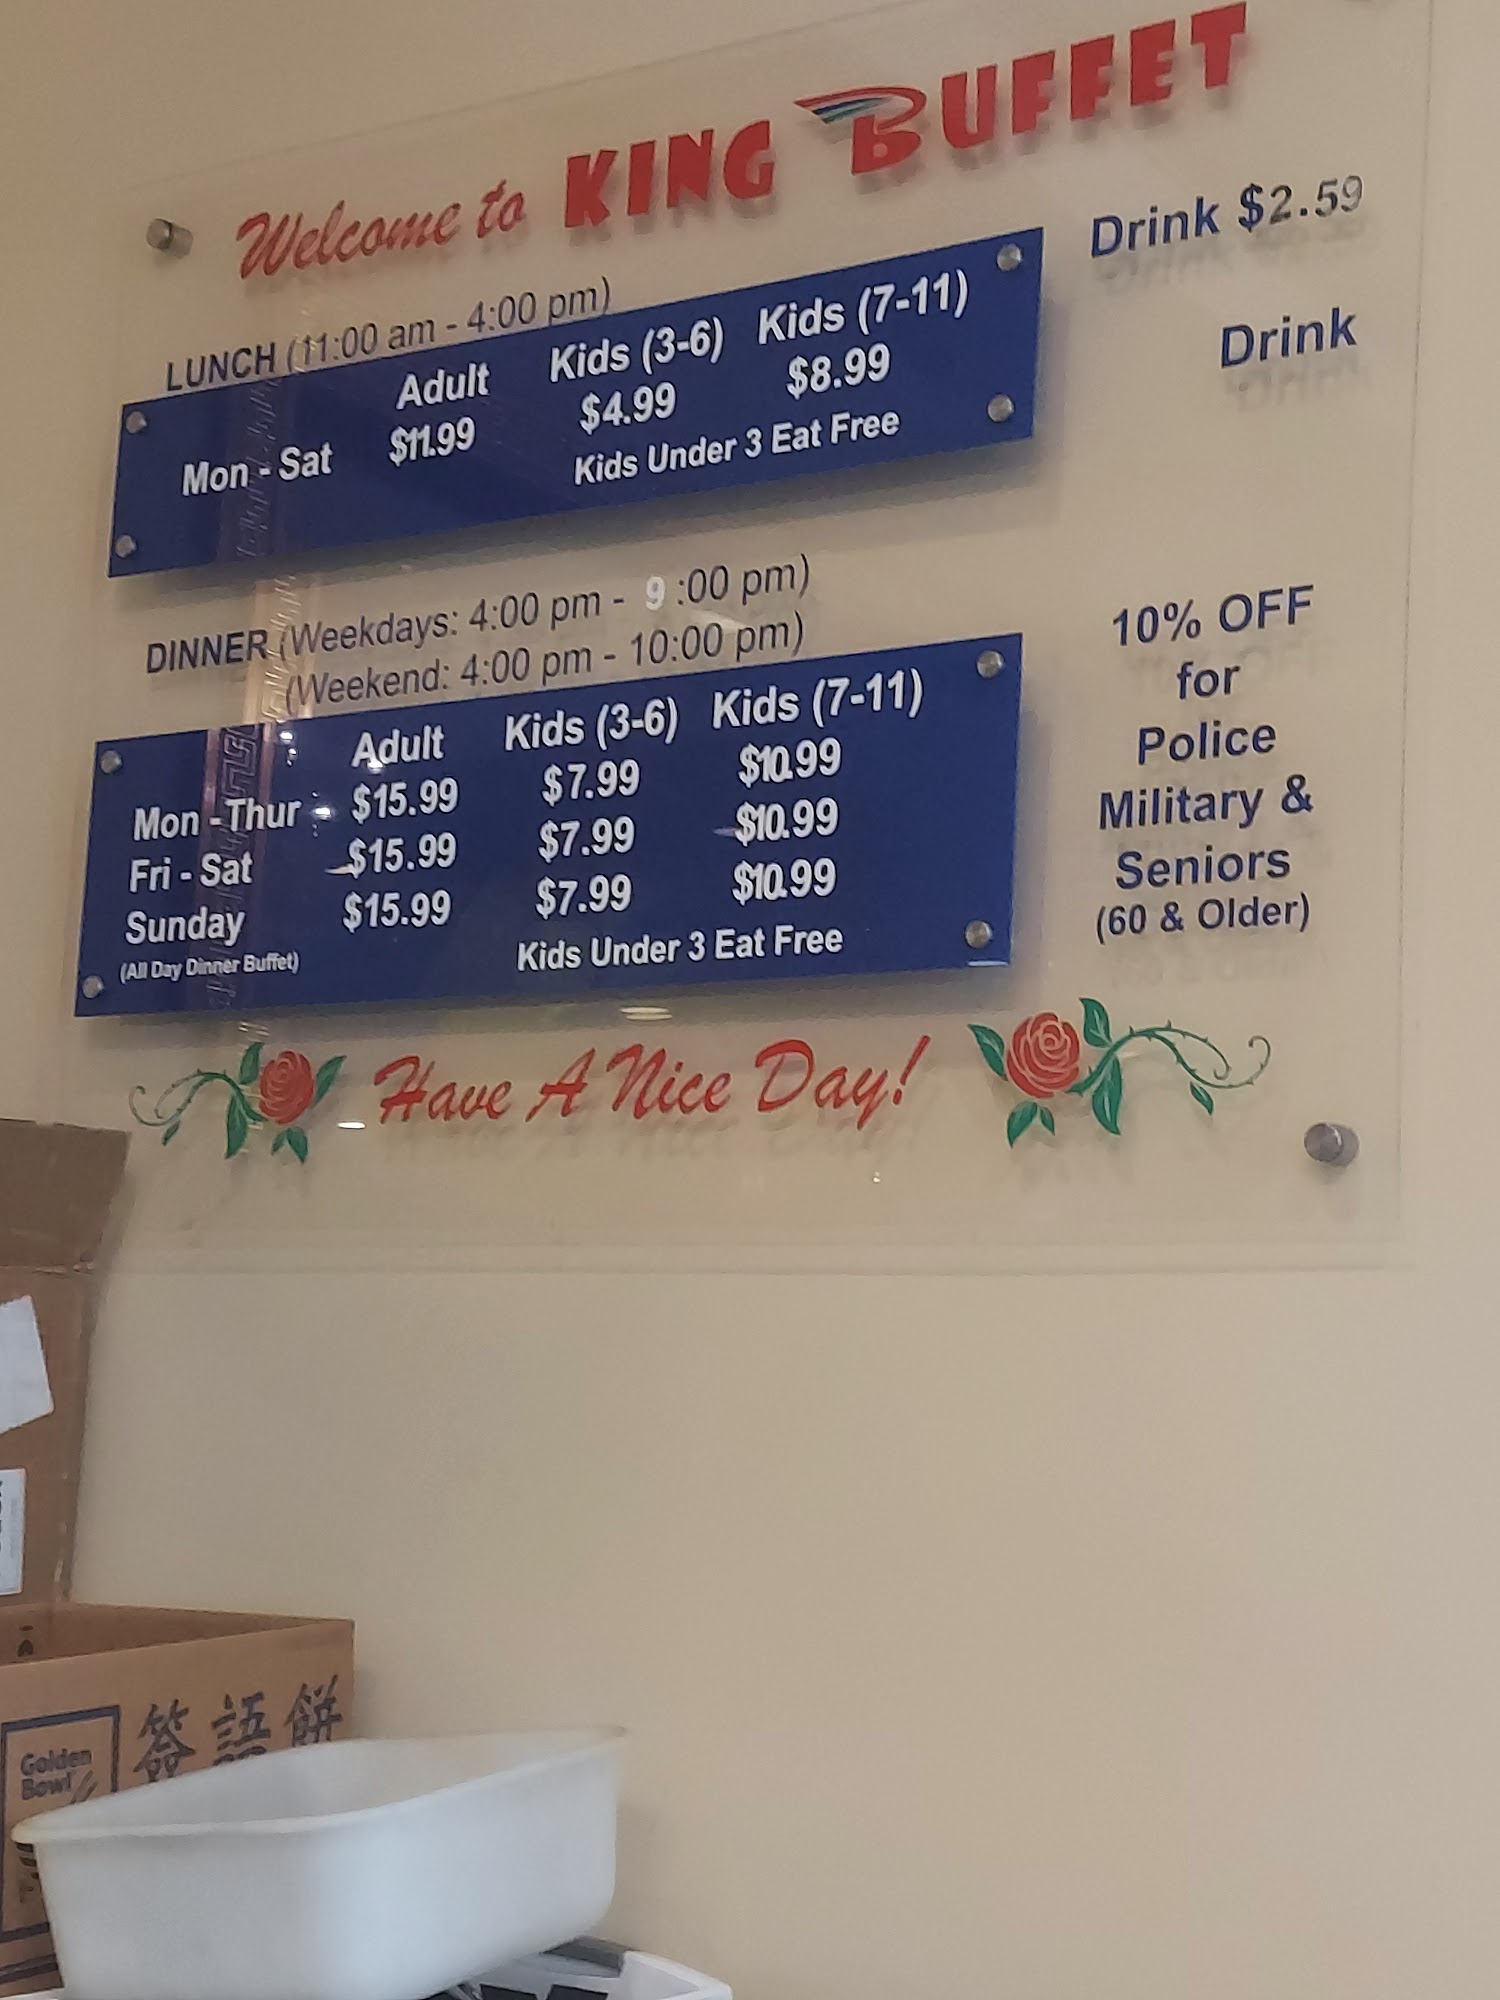 Welcome to KING BUFFET
Drink $2.59
Drink
LUNCH (11:00 am - 4:00 pm)
Adult Kids (3-6) Kids (7-11)
Mon - Sat $11.99 $4.99 $8.99
Kids Under 3 Eat Free
DINNER (Weekdays: 4:00 pm - 9 :00 pm)
(Weekend: 4:00 pm - 10:00 pm)
Adult Kids (3-6) Kids (7-11)
Mon - Thur $15.99 $7.99 $10.99
Fri - Sat $15.99 $7.99 $10.99
Sunday $15.99 $7.99 $10.99
(All Day Dinner Buffet)
Kids Under 3 Eat Free
10% OFF
for
Police
Military &
Seniors
(60 & Older)
Have A Nice Day!
Golden
Bowl
簽語餅